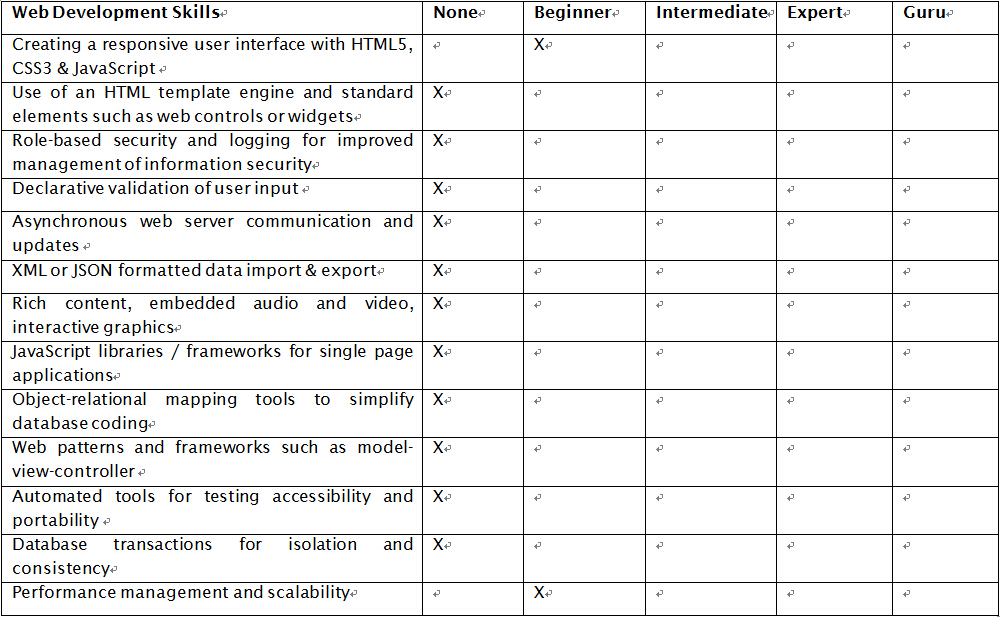 Web Development Skills None Beginner Intermediate Expert Guru
Creating a responsive user interface with HTML5, X
CSS3 & JavaScript
Use of an HTML template engine and standard X
elements such as web controls or widgets
Role-based security and logging for improved X
management of information security
Declarative validation of user input X
Asynchronous web server communication and X
updates
XML or JSON formatted data import & export X
Rich content, embedded audio and video, X
interactive graphics
JavaScript libraries / frameworks for single page X
applications
Object-relational mapping tools to simplify X
database coding
Web patterns and frameworks such as model- X
view-controller
Automated tools for testing accessibility and X
portability
Database transactions for isolation and X
consistency
Performance management and scalability X